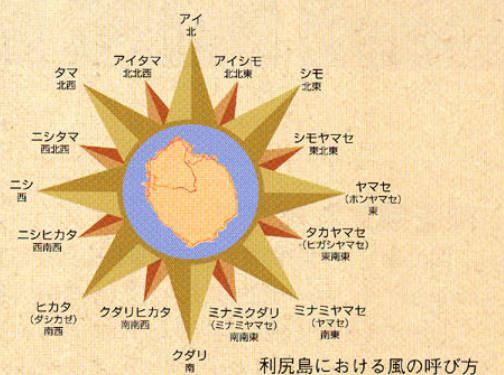 アイ
北
アイタマ
北北西
アイシモ
北北東
タマ
北西
シモ
北東
ニシタマ
西北西
シモヤマセ
東北東
ニシ
西
ヤマセ
(ホンヤマセ)
東
ニシヒカタ
西南西
タカヤマセ
(ヒガシヤマセ)
東南東
ヒカタ
(ダシカゼ)
南西
クダリヒカタ
南南西
ミナミクダリ
(ミナミヤマセ)
南南東
ミナミヤマセ
(ヤマセ)
南東
クダリ
南
利尻島における風の呼び方